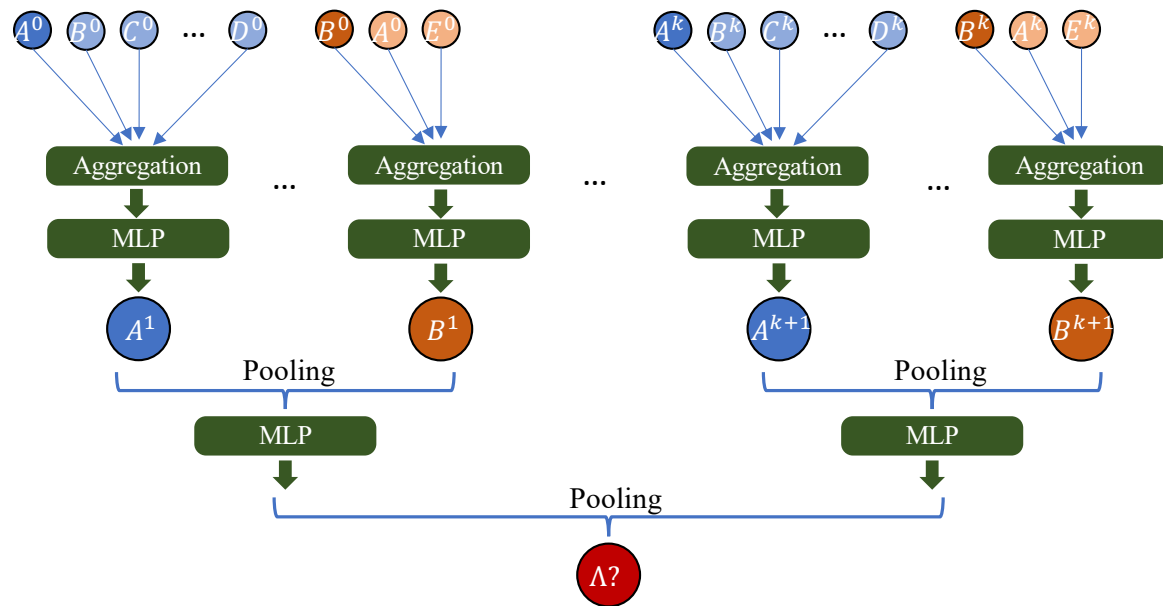 A⁰ B⁰ C⁰ ... D⁰ B⁰ A⁰ E⁰ Aᵏ Bᵏ Cᵏ ... Dᵏ Bᵏ Aᵏ Eᵏ
Aggregation ... Aggregation ... Aggregation ... Aggregation
MLP MLP MLP MLP
A¹ B¹ Aᵏ⁺¹ Bᵏ⁺¹
Pooling Pooling
MLP MLP
Pooling
Λ?